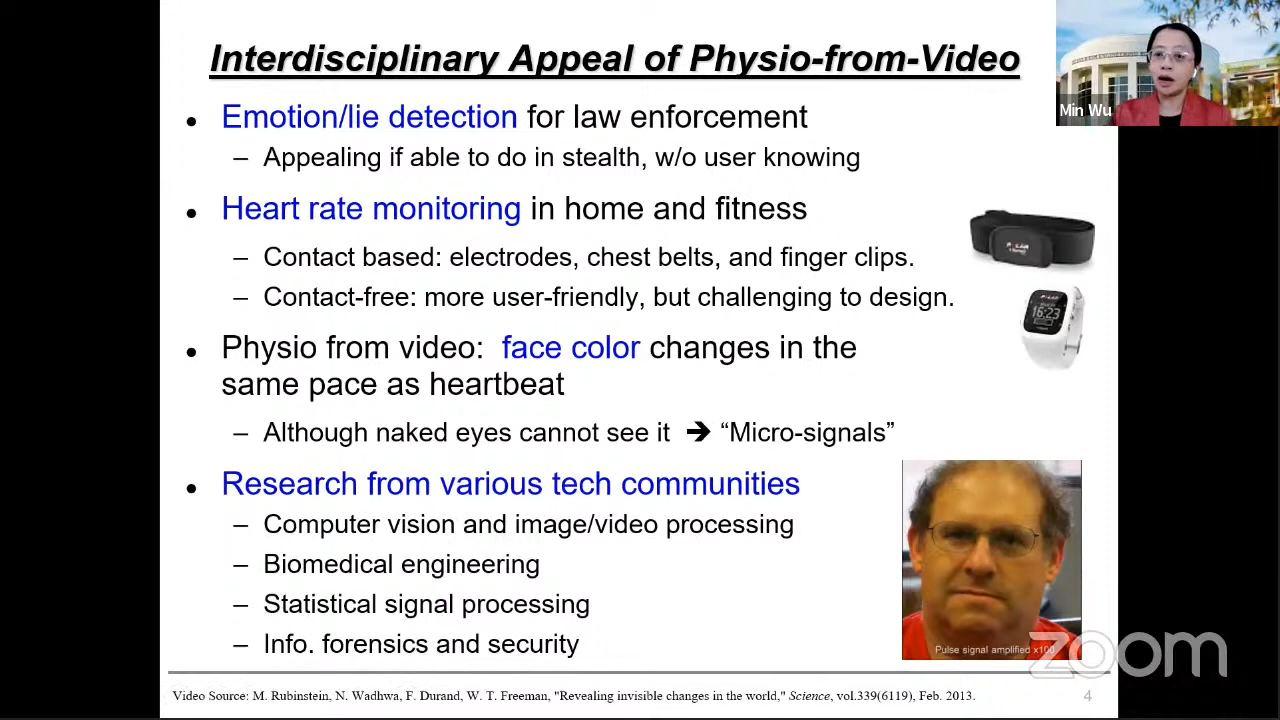 Interdisciplinary Appeal of Physio-from-Video
Min Wu
• Emotion/lie detection for law enforcement
– Appealing if able to do in stealth, w/o user knowing
• Heart rate monitoring in home and fitness
– Contact based: electrodes, chest belts, and finger clips.
– Contact-free: more user-friendly, but challenging to design.
POLAR
POLAR
16:23
• Physio from video: face color changes in the
same pace as heartbeat
– Although naked eyes cannot see it ➔ “Micro-signals”
• Research from various tech communities
– Computer vision and image/video processing
– Biomedical engineering
– Statistical signal processing
– Info. forensics and security
Pulse signal amplified x100
zoom
Video Source: M. Rubinstein, N. Wadhwa, F. Durand, W. T. Freeman, "Revealing invisible changes in the world," Science, vol.339(6119), Feb. 2013.
4